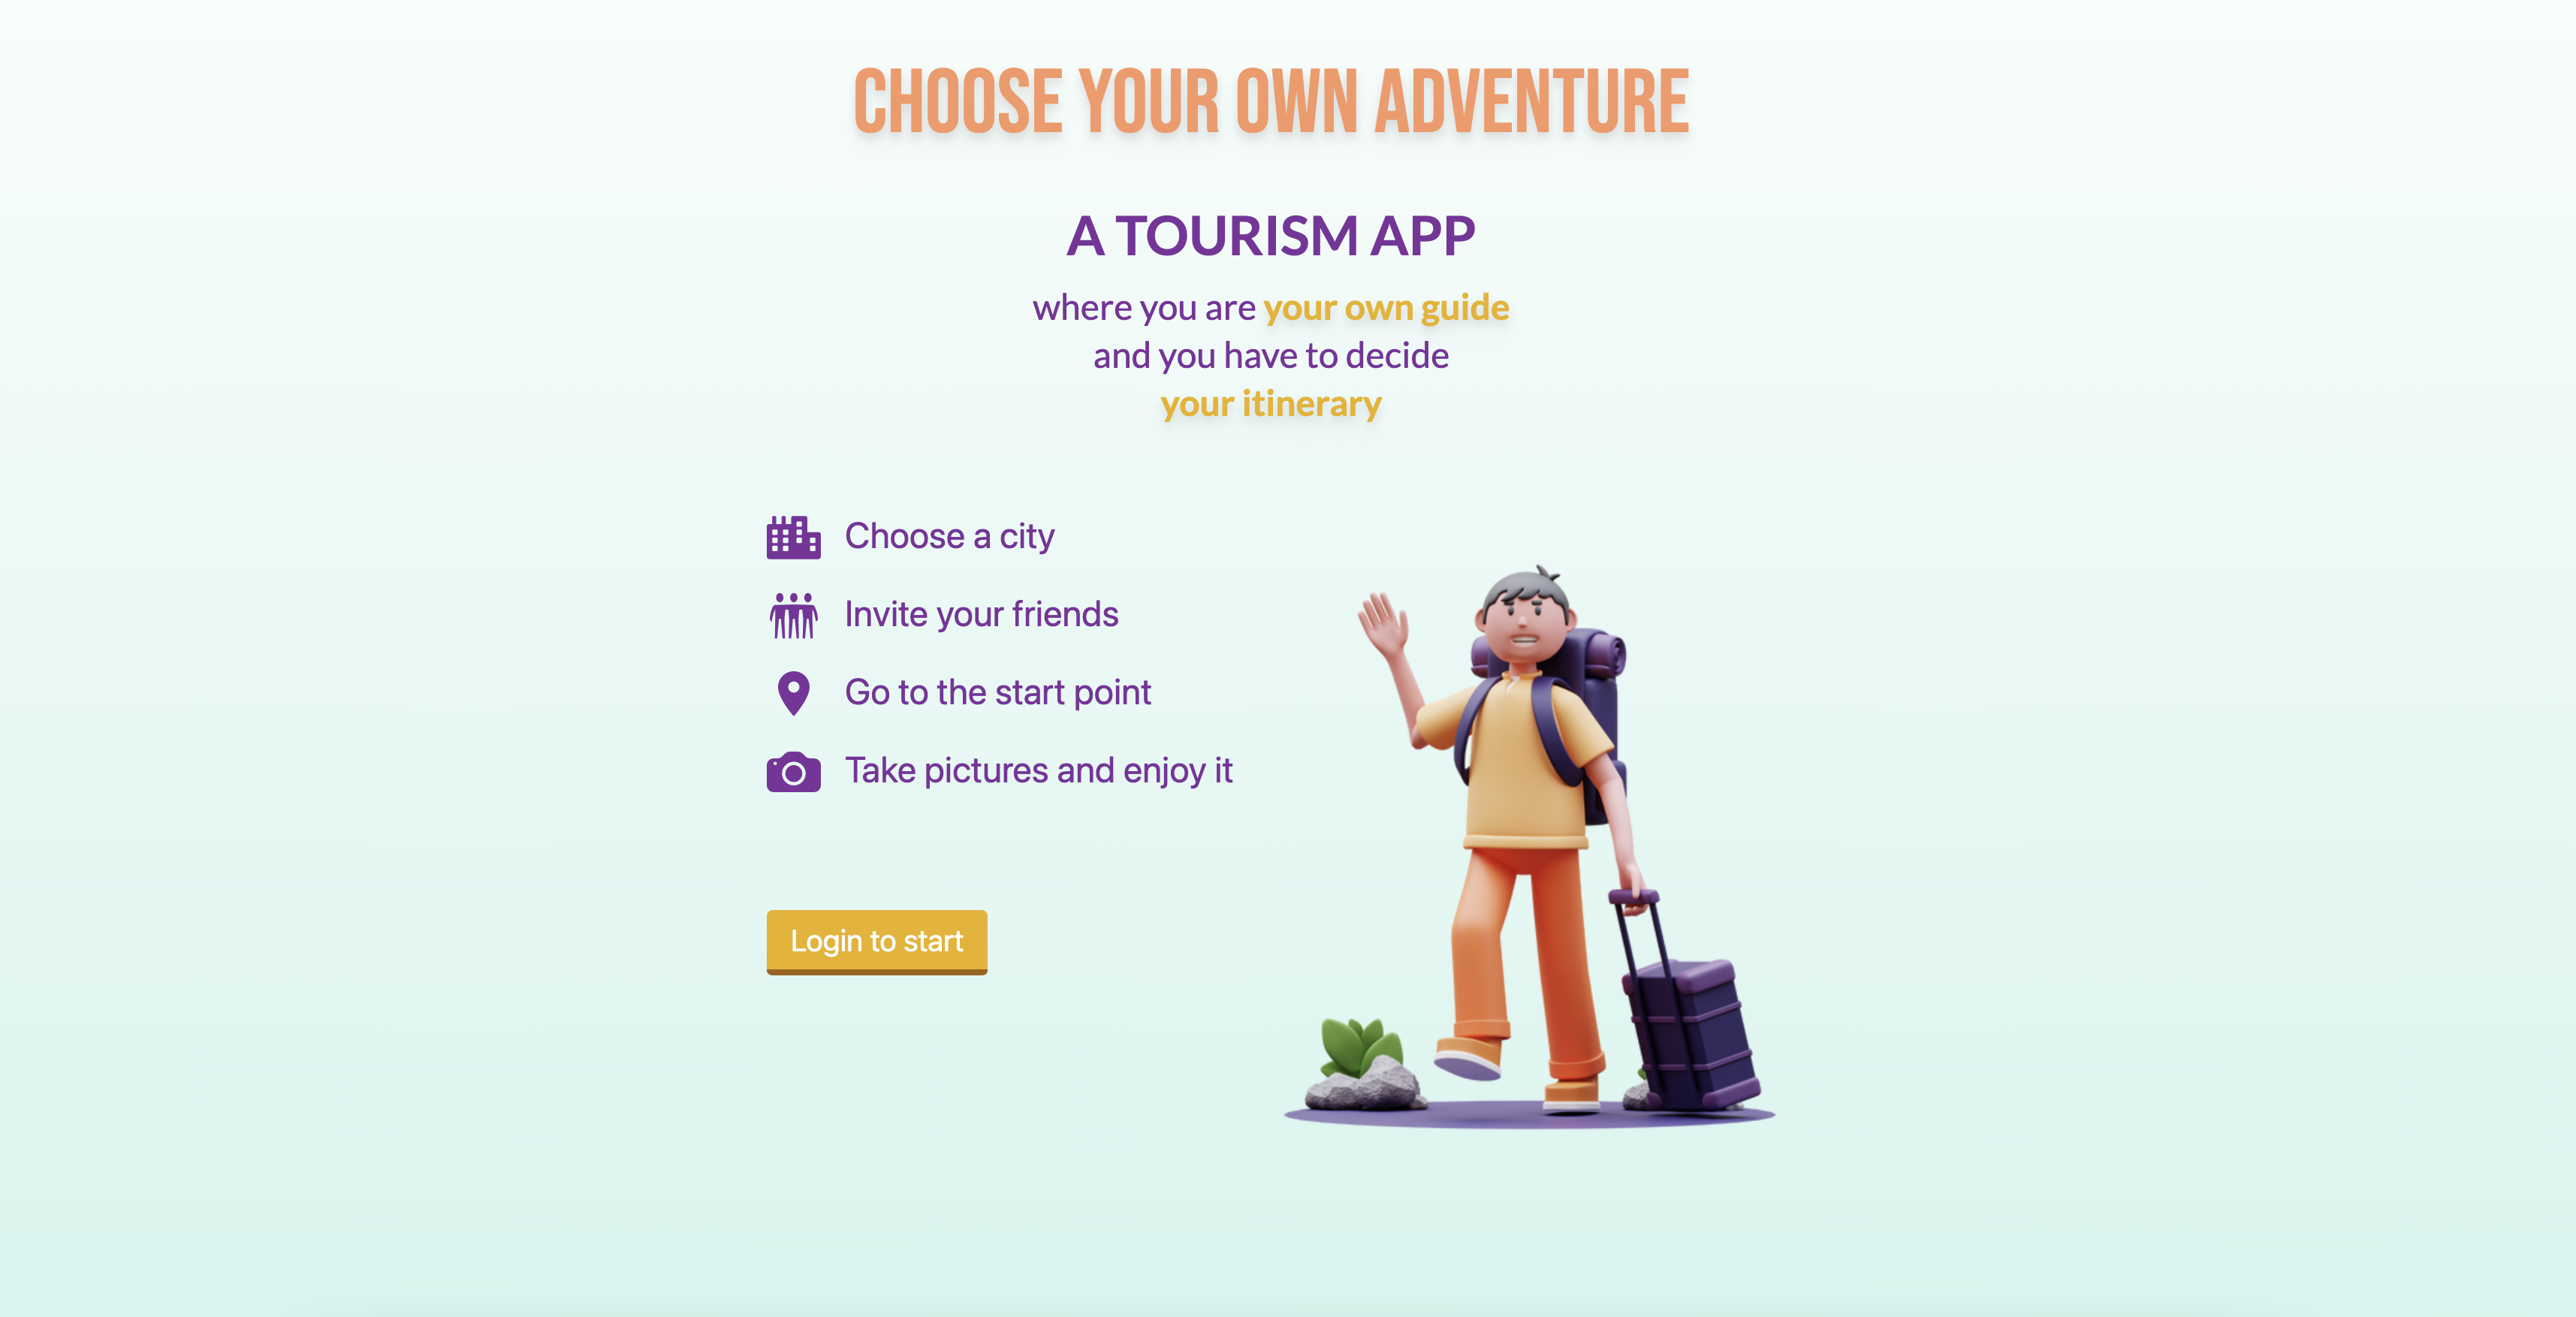 CHOOSE YOUR OWN ADVENTURE
A TOURISM APP
where you are your own guide
and you have to decide
your itinerary
Choose a city
Invite your friends
Go to the start point
Take pictures and enjoy it
Login to start